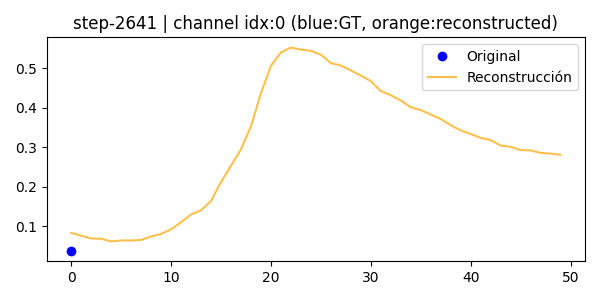 step-2641 | channel idx:0 (blue:GT, orange:reconstructed)
Original
Reconstrucción
0.5
0.4
0.3
0.2
0.1
0 10 20 30 40 50